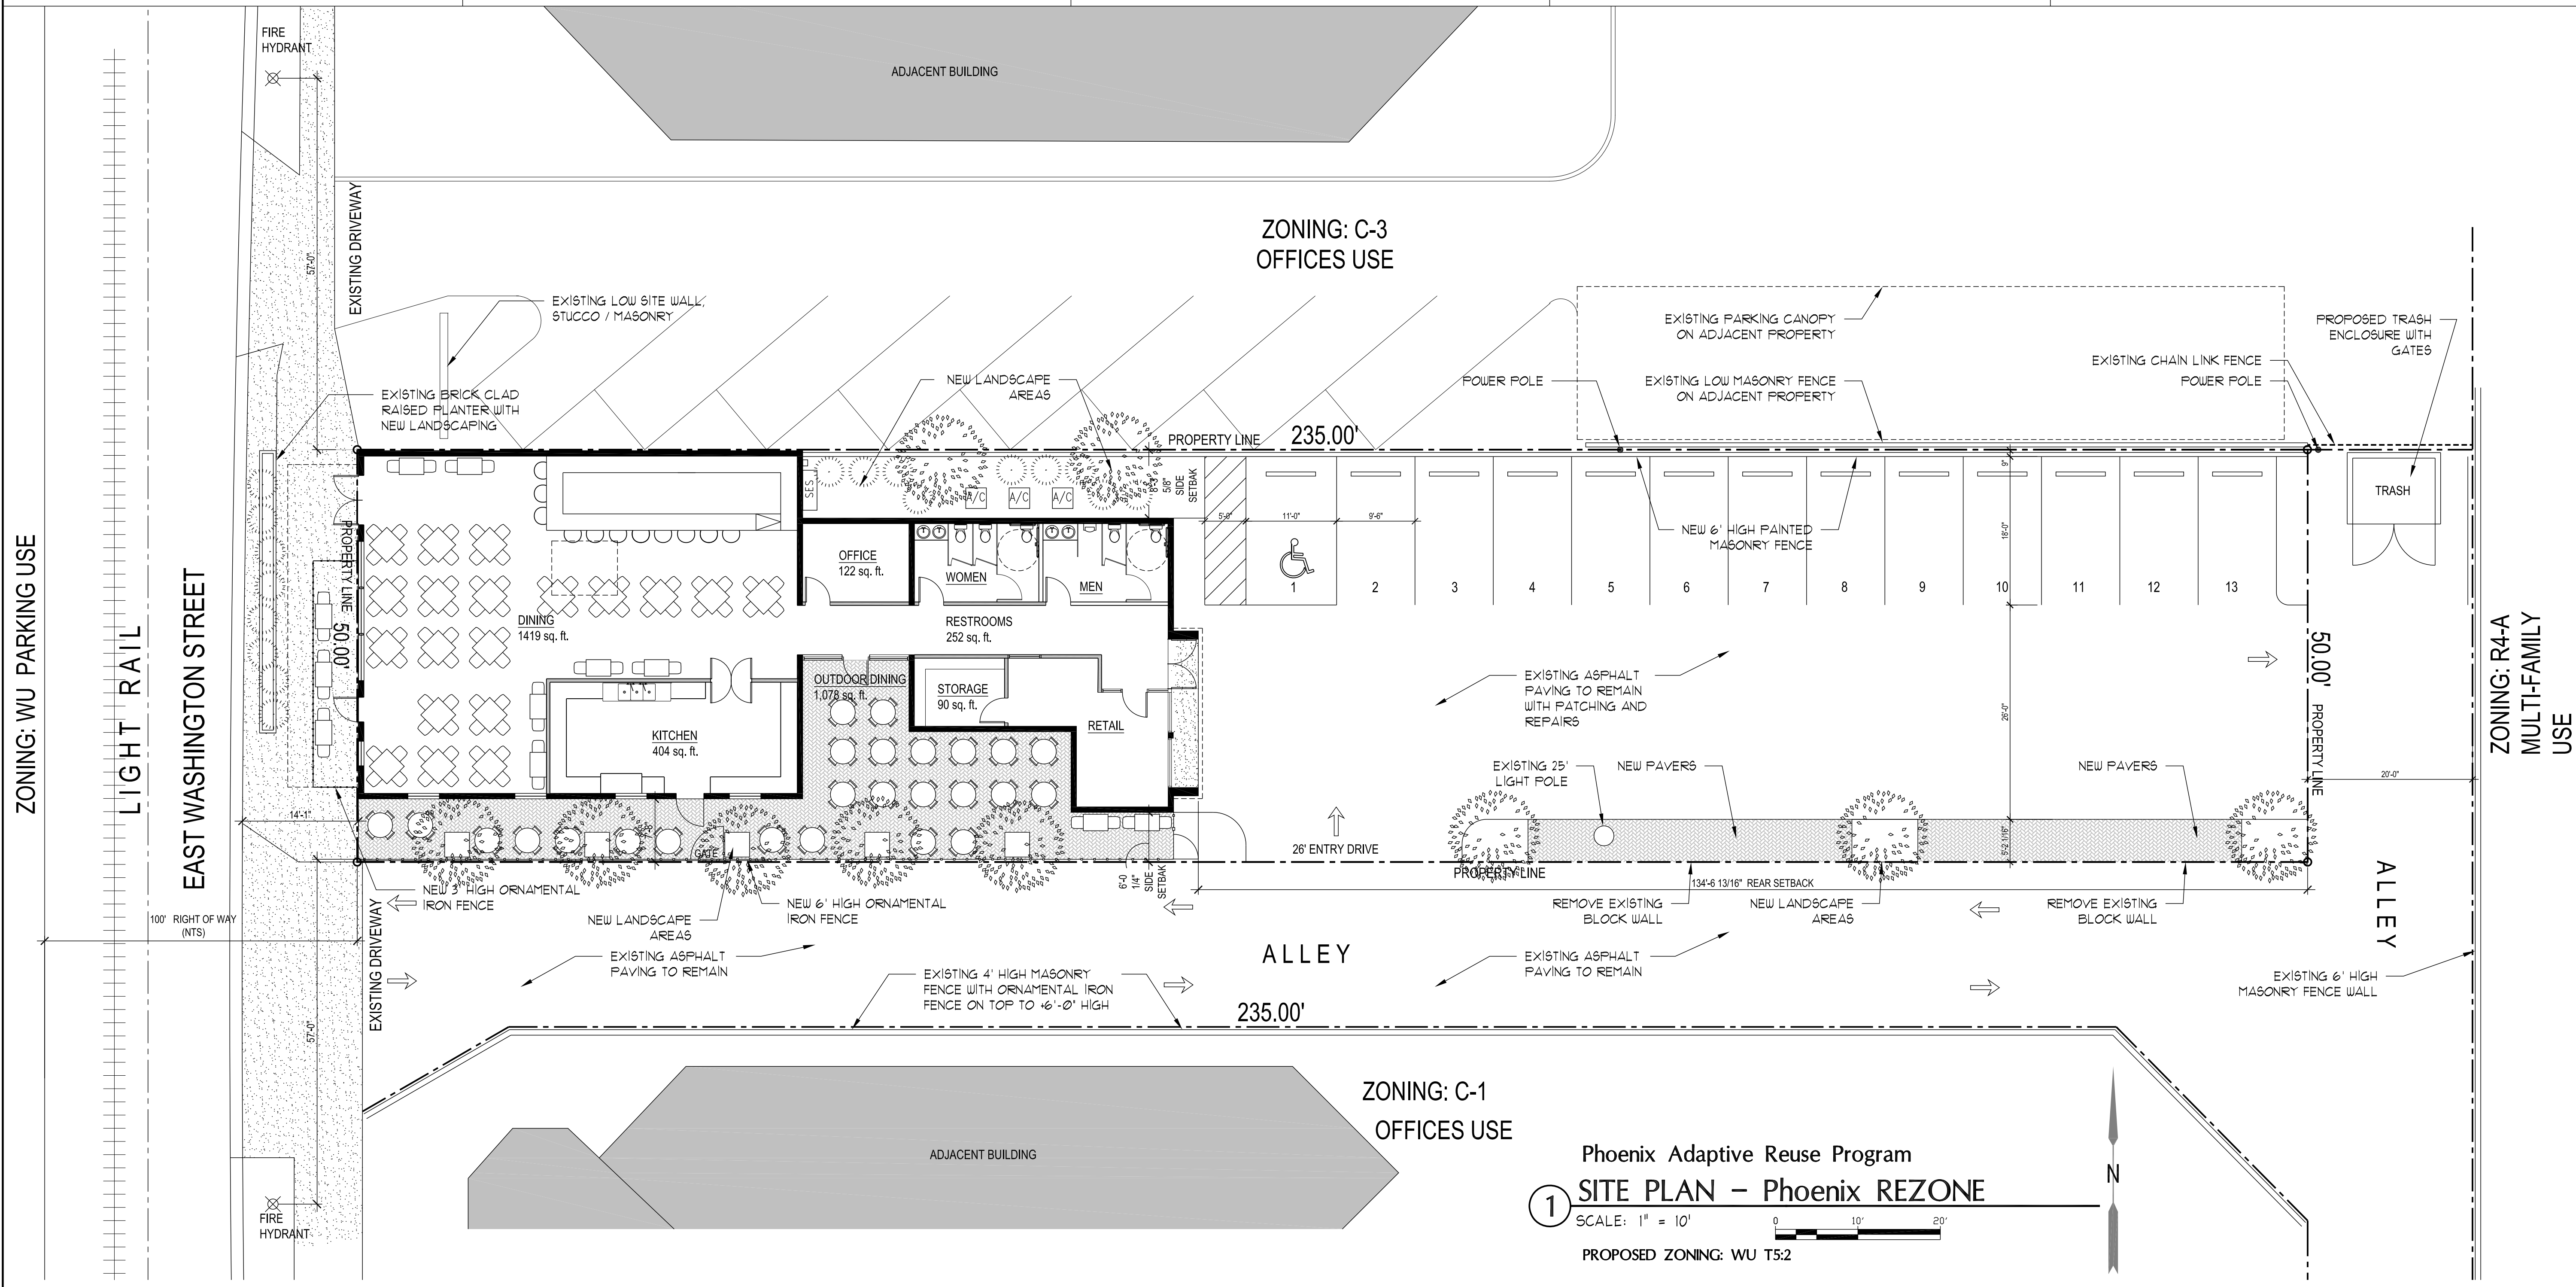 FIRE
HYDRANT
ADJACENT BUILDING
57'-0"
EXISTING DRIVEWAY
ZONING: C-3
OFFICES USE
EXISTING LOW SITE WALL,
STUCCO / MASONRY
EXISTING BRICK CLAD
RAISED PLANTER WITH
NEW LANDSCAPING
NEW LANDSCAPE
AREAS
POWER POLE
EXISTING PARKING CANOPY
ON ADJACENT PROPERTY
EXISTING LOW MASONRY FENCE
ON ADJACENT PROPERTY
EXISTING CHAIN LINK FENCE
POWER POLE
PROPOSED TRASH
ENCLOSURE WITH
GATES
PROPERTY LINE
235.00'
SES
A/C
A/C
A/C
5/8"
SIDE
SETBAK
5'-8"
11'-0"
9'-6"
9"
18'-0"
26'-0"
TRASH
NEW 6' HIGH PAINTED
MASONRY FENCE
1
2
3
4
5
6
7
8
9
10
11
12
13
ZONING: WU PARKING USE
LIGHT RAIL
EAST WASHINGTON STREET
PROPERTY LINE
50.00'
DINING
1419 sq. ft.
OFFICE
122 sq. ft.
WOMEN
MEN
RESTROOMS
252 sq. ft.
OUTDOOR DINING
1,078 sq. ft.
STORAGE
90 sq. ft.
RETAIL
KITCHEN
404 sq. ft.
EXISTING ASPHALT
PAVING TO REMAIN
WITH PATCHING AND
REPAIRS
50.00'
PROPERTY LINE
ZONING: R4-A
MULTI-FAMILY
USE
EXISTING 25'
LIGHT POLE
NEW PAVERS
NEW PAVERS
20'-0"
14'-1"
GATE
26' ENTRY DRIVE
5'-2 1/16"
6'-0
1/4"
SIDE
SETBAK
PROPERTY LINE
134'-6 13/16" REAR SETBACK
NEW 3' HIGH ORNAMENTAL
IRON FENCE
NEW LANDSCAPE
AREAS
NEW 6' HIGH ORNAMENTAL
IRON FENCE
REMOVE EXISTING
BLOCK WALL
NEW LANDSCAPE
AREAS
REMOVE EXISTING
BLOCK WALL
100' RIGHT OF WAY
(NTS)
EXISTING DRIVEWAY
EXISTING ASPHALT
PAVING TO REMAIN
ALLEY
EXISTING ASPHALT
PAVING TO REMAIN
ALLEY
EXISTING 4' HIGH MASONRY
FENCE WITH ORNAMENTAL IRON
FENCE ON TOP TO +6'-0" HIGH
EXISTING 6' HIGH
MASONRY FENCE WALL
57'-0"
235.00'
ZONING: C-1
OFFICES USE
ADJACENT BUILDING
FIRE
HYDRANT
Phoenix Adaptive Reuse Program
1
SITE PLAN – Phoenix REZONE
SCALE: 1" = 10'
0
10'
20'
PROPOSED ZONING: WU T5:2
N